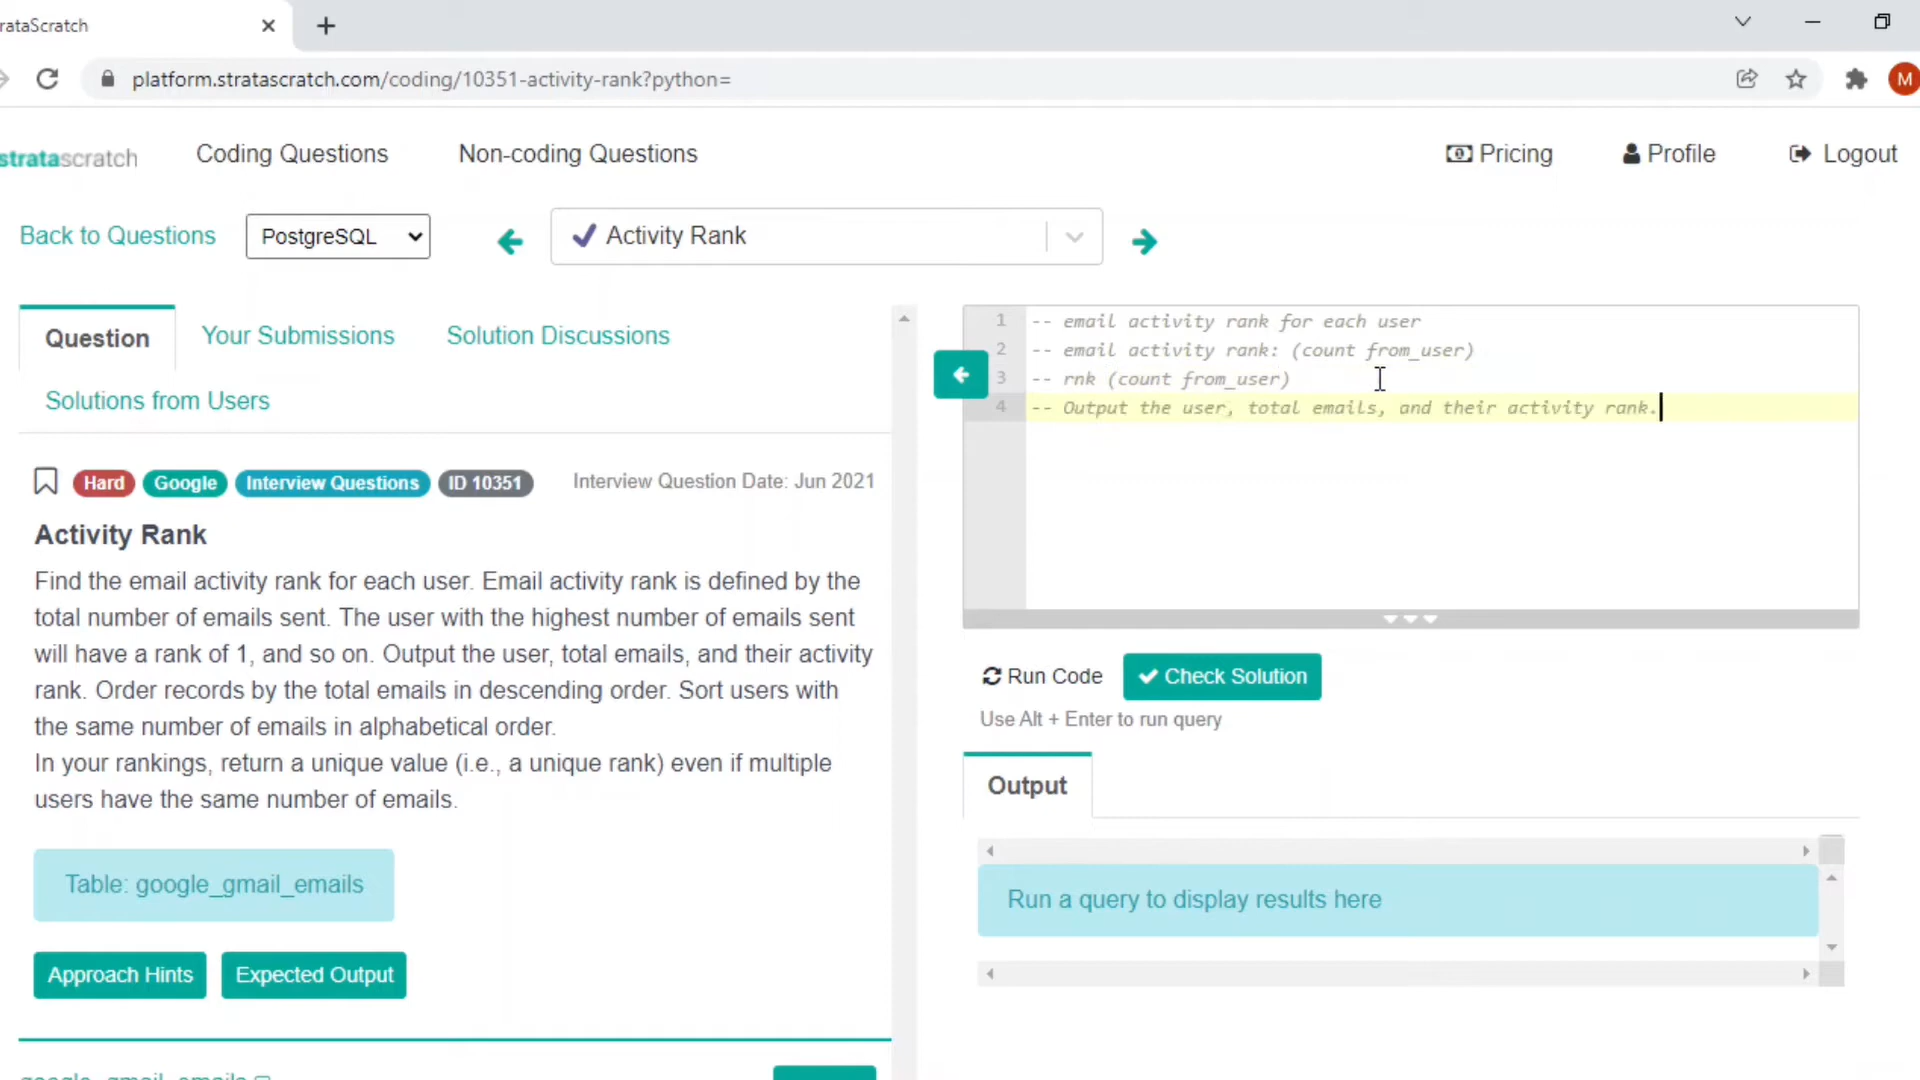 rataScratch
platform.stratascratch.com/coding/10351-activity-rank?python=
M
stratascratch
Coding Questions
Non-coding Questions
Pricing
Profile
Logout
Back to Questions
PostgreSQL
Activity Rank
Question
Your Submissions
Solution Discussions
Solutions from Users
Hard
Google
Interview Questions
ID 10351
Interview Question Date: Jun 2021
Activity Rank
Find the email activity rank for each user. Email activity rank is defined by the
total number of emails sent. The user with the highest number of emails sent
will have a rank of 1, and so on. Output the user, total emails, and their activity
rank. Order records by the total emails in descending order. Sort users with
the same number of emails in alphabetical order.
In your rankings, return a unique value (i.e., a unique rank) even if multiple
users have the same number of emails.
Table: google_gmail_emails
Approach Hints
Expected Output
google_gmail_emails
1 -- email activity rank for each user
2 -- email activity rank: (count from_user)
3 -- rnk (count from_user)
4 -- Output the user, total emails, and their activity rank.
Run Code
Check Solution
Use Alt + Enter to run query
Output
Run a query to display results here